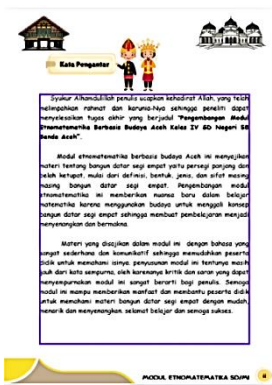 Kata Pengantar
Syukur Alhamdulillah penulis ucapkan kehadirat Allah, yang telah
melimpahkan rahmat dan karunia-Nya sehingga peneliti dapat
menyelesaikan tugas akhir yang berjudul "Pengembangan Modul
Etnomatematika Berbasis Budaya Aceh Kelas IV SD Negeri 58
Banda Aceh".
Modul etnomatematika berbasis budaya Aceh ini menyajikan
materi tentang bangun datar segi empat yaitu persegi panjang dan
belah ketupat, mulai dari definisi, bentuk, jenis, dan sifat masing
masing bangun datar segi empat. Pengembangan modul
etnomatematika ini memberikan nuansa baru dalam belajar
matematika karena menggunakan budaya untuk menggali konsep
bangun datar segi empat sehingga membuat pembelajaran menjadi
menyenangkan dan bermakna.
Materi yang disajikan dalam modul ini dengan bahasa yang
sangat sederhana dan komunikatif sehingga memudahkan peserta
didik untuk memahami isinya. penyusunan modul ini tentunya masih
jauh dari kata sempurna, oleh karenanya kritik dan saran yang dapat
menyempurnakan modul ini sangat berarti bagi penulis. Semoga
modul ini mampu memberikan manfaat dan membantu peserta didik
untuk memahami materi bangun datar segi empat dengan mudah,
menarik dan menyenangkan. selamat belajar dan semoga sukses.
MODUL ETNOMATEMATIKA SD/MI